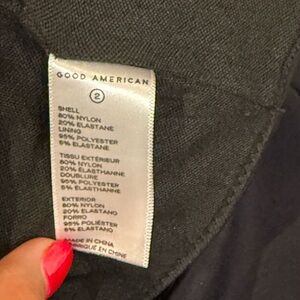 GOOD AMERICAN
2
SHELL
80% NYLON
20% ELASTANE
LINING
95% POLYESTER
5% ELASTANE
TISSU EXTÉRIEUR
80% NYLON
20% ÉLASTHANNE
DOUBLURE
95% POLYESTER
5% ÉLASTHANNE
EXTERIOR
80% NYLON
20% ELASTANO
FORRO
95% POLIÉSTER
5% ELASTANO
MADE IN CHINA
FABRIQUÉ EN CHINE